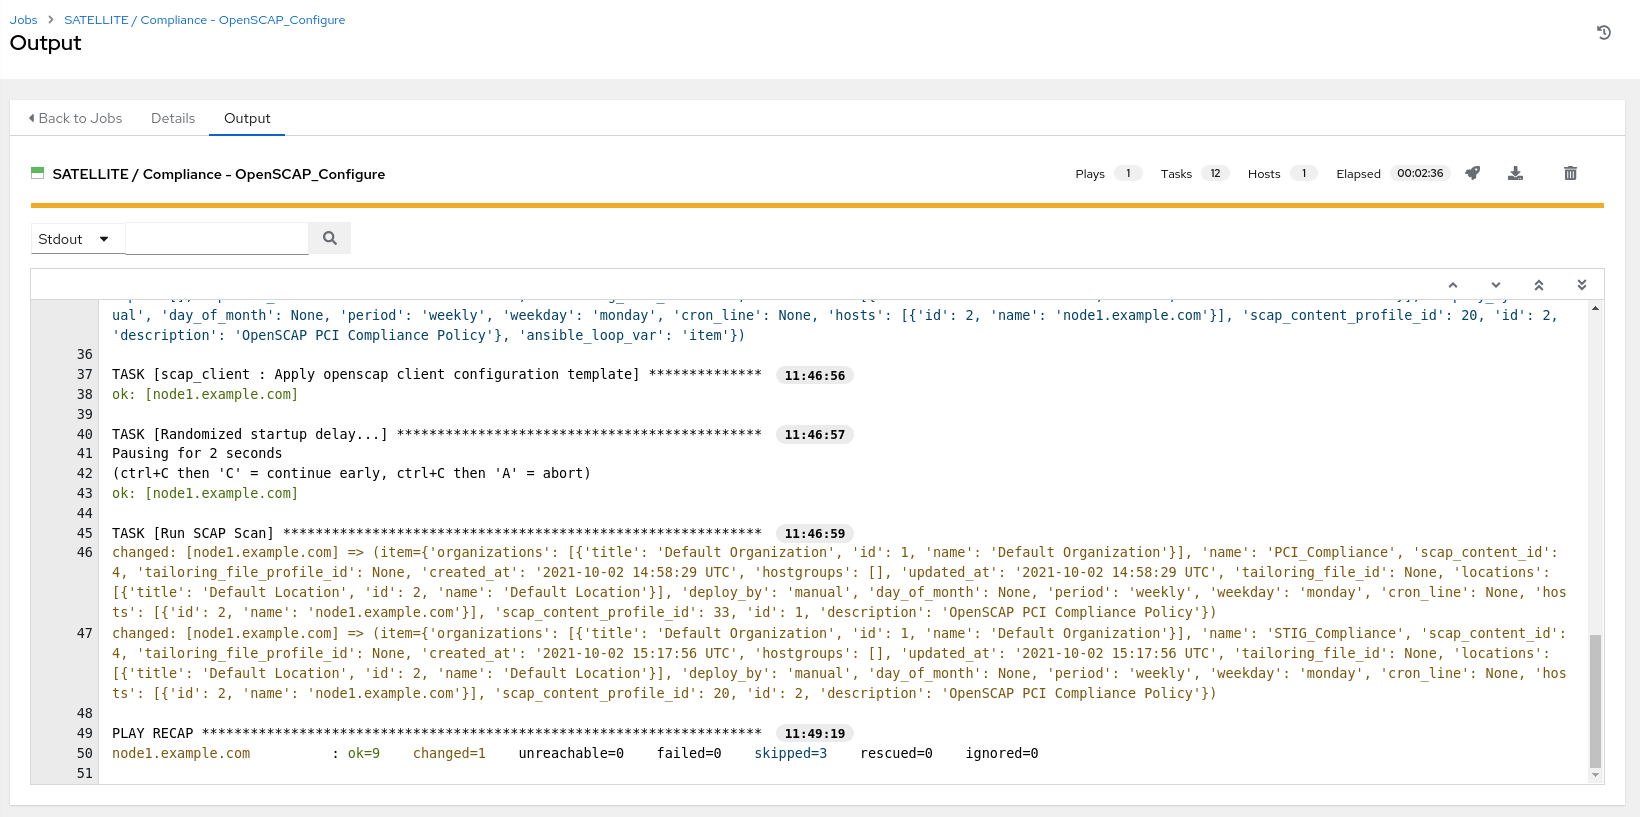 Jobs > SATELLITE / Compliance - OpenSCAP_Configure
Output
Back to Jobs Details Output
SATELLITE / Compliance - OpenSCAP_Configure Plays 1 Tasks 12 Hosts 1 Elapsed 00:02:36
Stdout
ual', 'day_of_month': None, 'period': 'weekly', 'weekday': 'monday', 'cron_line': None, 'hosts': [{'id': 2, 'name': 'node1.example.com'}], 'scap_content_profile_id': 20, 'id': 2,
'description': 'OpenSCAP PCI Compliance Policy'}, 'ansible_loop_var': 'item'})
36
37 TASK [scap_client : Apply openscap client configuration template] ************** 11:46:56
38 ok: [node1.example.com]
39
40 TASK [Randomized startup delay...] ********************************************* 11:46:57
41 Pausing for 2 seconds
42 (ctrl+C then 'C' = continue early, ctrl+C then 'A' = abort)
43 ok: [node1.example.com]
44
45 TASK [Run SCAP Scan] *********************************************************** 11:46:59
46 changed: [node1.example.com] => (item={'organizations': [{'title': 'Default Organization', 'id': 1, 'name': 'Default Organization'}], 'name': 'PCI_Compliance', 'scap_content_id':
4, 'tailoring_file_profile_id': None, 'created_at': '2021-10-02 14:58:29 UTC', 'hostgroups': [], 'updated_at': '2021-10-02 14:58:29 UTC', 'tailoring_file_id': None, 'locations':
[{'title': 'Default Location', 'id': 2, 'name': 'Default Location'}], 'deploy_by': 'manual', 'day_of_month': None, 'period': 'weekly', 'weekday': 'monday', 'cron_line': None, 'hos
ts': [{'id': 2, 'name': 'node1.example.com'}], 'scap_content_profile_id': 33, 'id': 1, 'description': 'OpenSCAP PCI Compliance Policy'})
47 changed: [node1.example.com] => (item={'organizations': [{'title': 'Default Organization', 'id': 1, 'name': 'Default Organization'}], 'name': 'STIG_Compliance', 'scap_content_id':
4, 'tailoring_file_profile_id': None, 'created_at': '2021-10-02 15:17:56 UTC', 'hostgroups': [], 'updated_at': '2021-10-02 15:17:56 UTC', 'tailoring_file_id': None, 'locations':
[{'title': 'Default Location', 'id': 2, 'name': 'Default Location'}], 'deploy_by': 'manual', 'day_of_month': None, 'period': 'weekly', 'weekday': 'monday', 'cron_line': None, 'hos
ts': [{'id': 2, 'name': 'node1.example.com'}], 'scap_content_profile_id': 20, 'id': 2, 'description': 'OpenSCAP PCI Compliance Policy'})
48
49 PLAY RECAP ********************************************************************* 11:49:19
50 node1.example.com : ok=9 changed=1 unreachable=0 failed=0 skipped=3 rescued=0 ignored=0
51